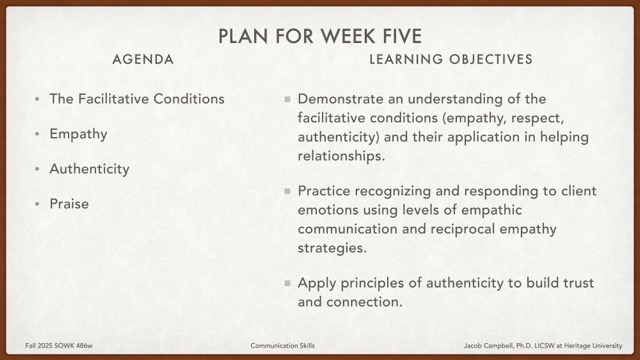 PLAN FOR WEEK FIVE
AGENDA
• The Facilitative Conditions
• Empathy
• Authenticity
• Praise
LEARNING OBJECTIVES
■ Demonstrate an understanding of the
facilitative conditions (empathy, respect,
authenticity) and their application in helping
relationships.
■ Practice recognizing and responding to client
emotions using levels of empathic
communication and reciprocal empathy
strategies.
■ Apply principles of authenticity to build trust
and connection.
Fall 2025 SOWK 486w
Communication Skills
Jacob Campbell, Ph.D. LICSW at Heritage University